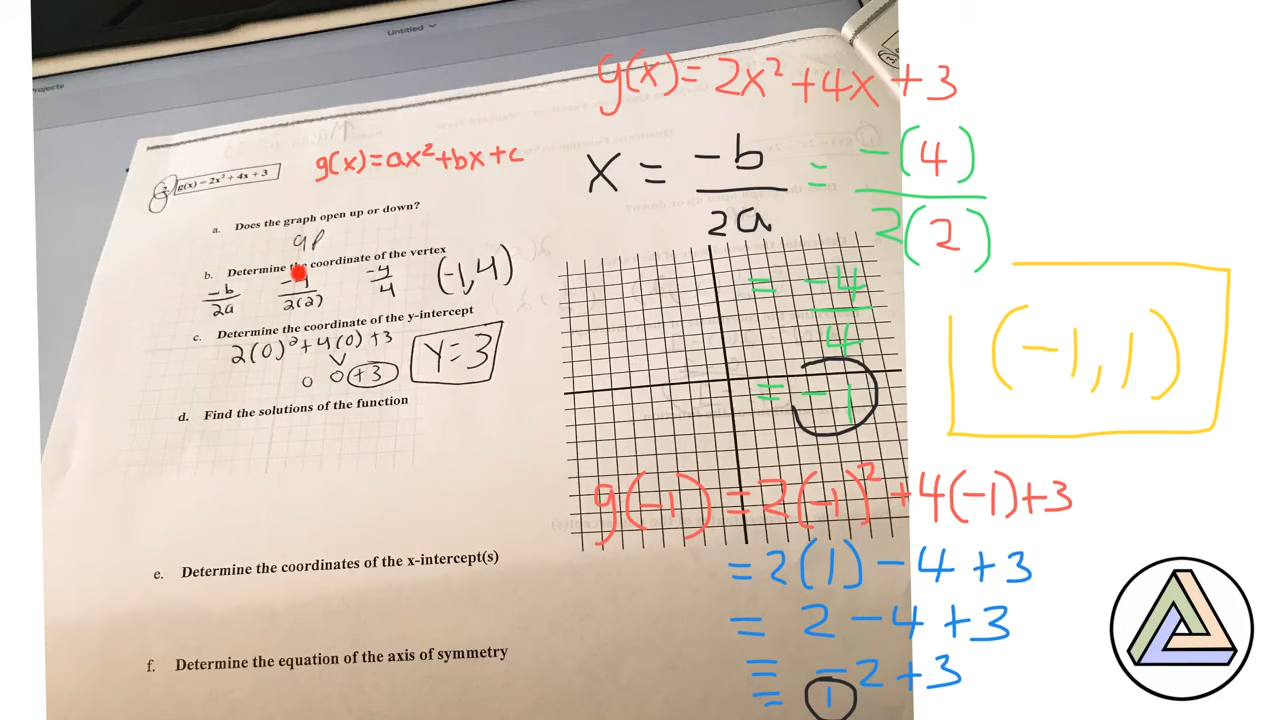 Untitled
rojects
g(x) = 2x² + 4x + 3
g(x) = ax² + bx + c
2. g(x) = 2x² + 4x + 3
x = -b/2a = -(4)/2(2)
= -4/4
= -1
a. Does the graph open up or down?
up
b. Determine the coordinate of the vertex
-b/2a -4/2(2) -4/4 (-1,4)
c. Determine the coordinate of the y-intercept
2(0)² + 4(0) + 3
0 0 +3
Y = 3
d. Find the solutions of the function
(-1,1)
g(-1) = 2(-1)² + 4(-1) + 3
= 2(1) - 4 + 3
= 2 - 4 + 3
= -2 + 3
= 1
e. Determine the coordinates of the x-intercept(s)
f. Determine the equation of the axis of symmetry